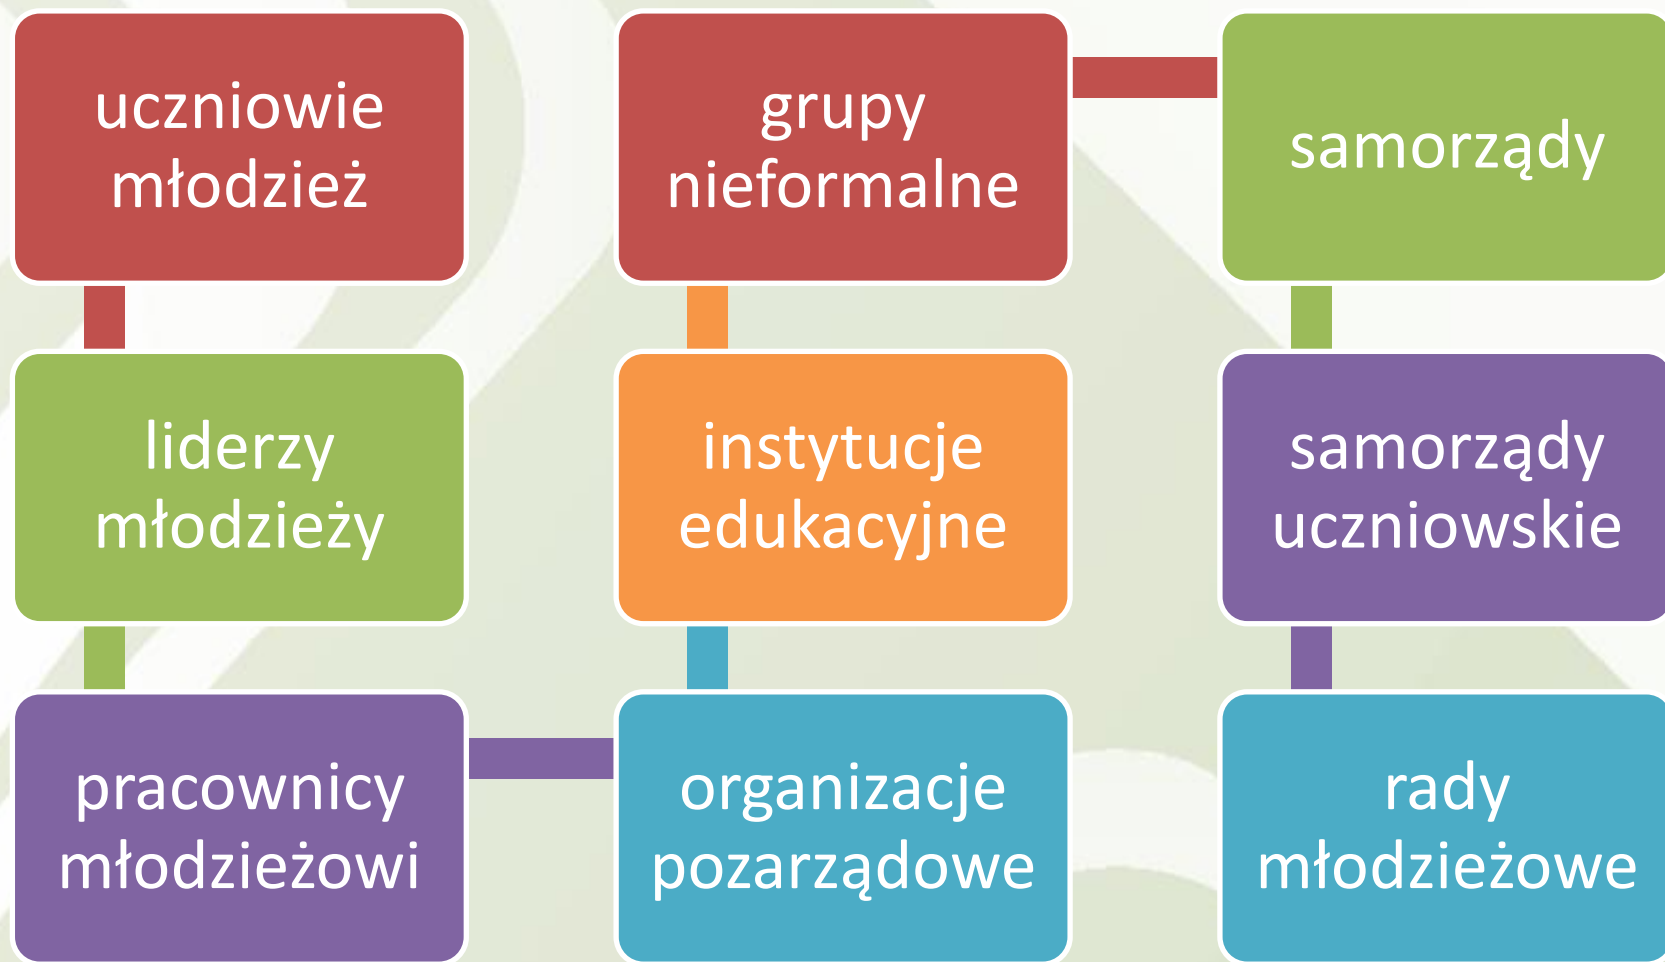 uczniowie
młodzież
liderzy
młodzieży
pracownicy
młodzieżowi
organizacje
pozarządowe
instytucje
edukacyjne
grupy
nieformalne
samorządy
samorządy
uczniowskie
rady
młodzieżowe